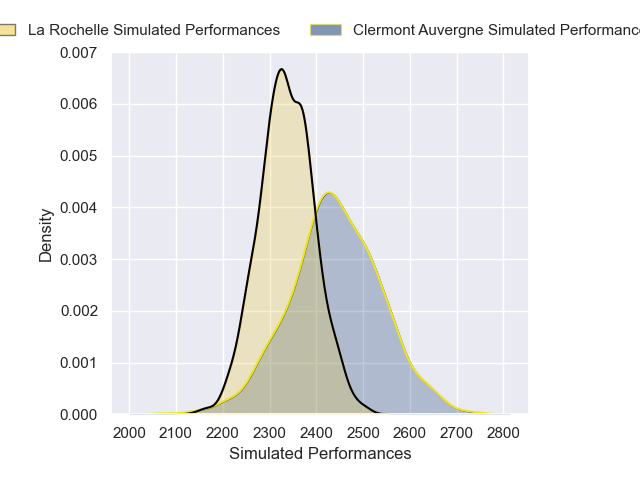 La Rochelle Simulated Performances
Clermont Auvergne Simulated
0.007
0.006
0.005
0.004
0.003
0.002
0.001
0.000
Density
2000 2100 2200 2300 2400 2500 2600 2700 2800
Simulated Performances